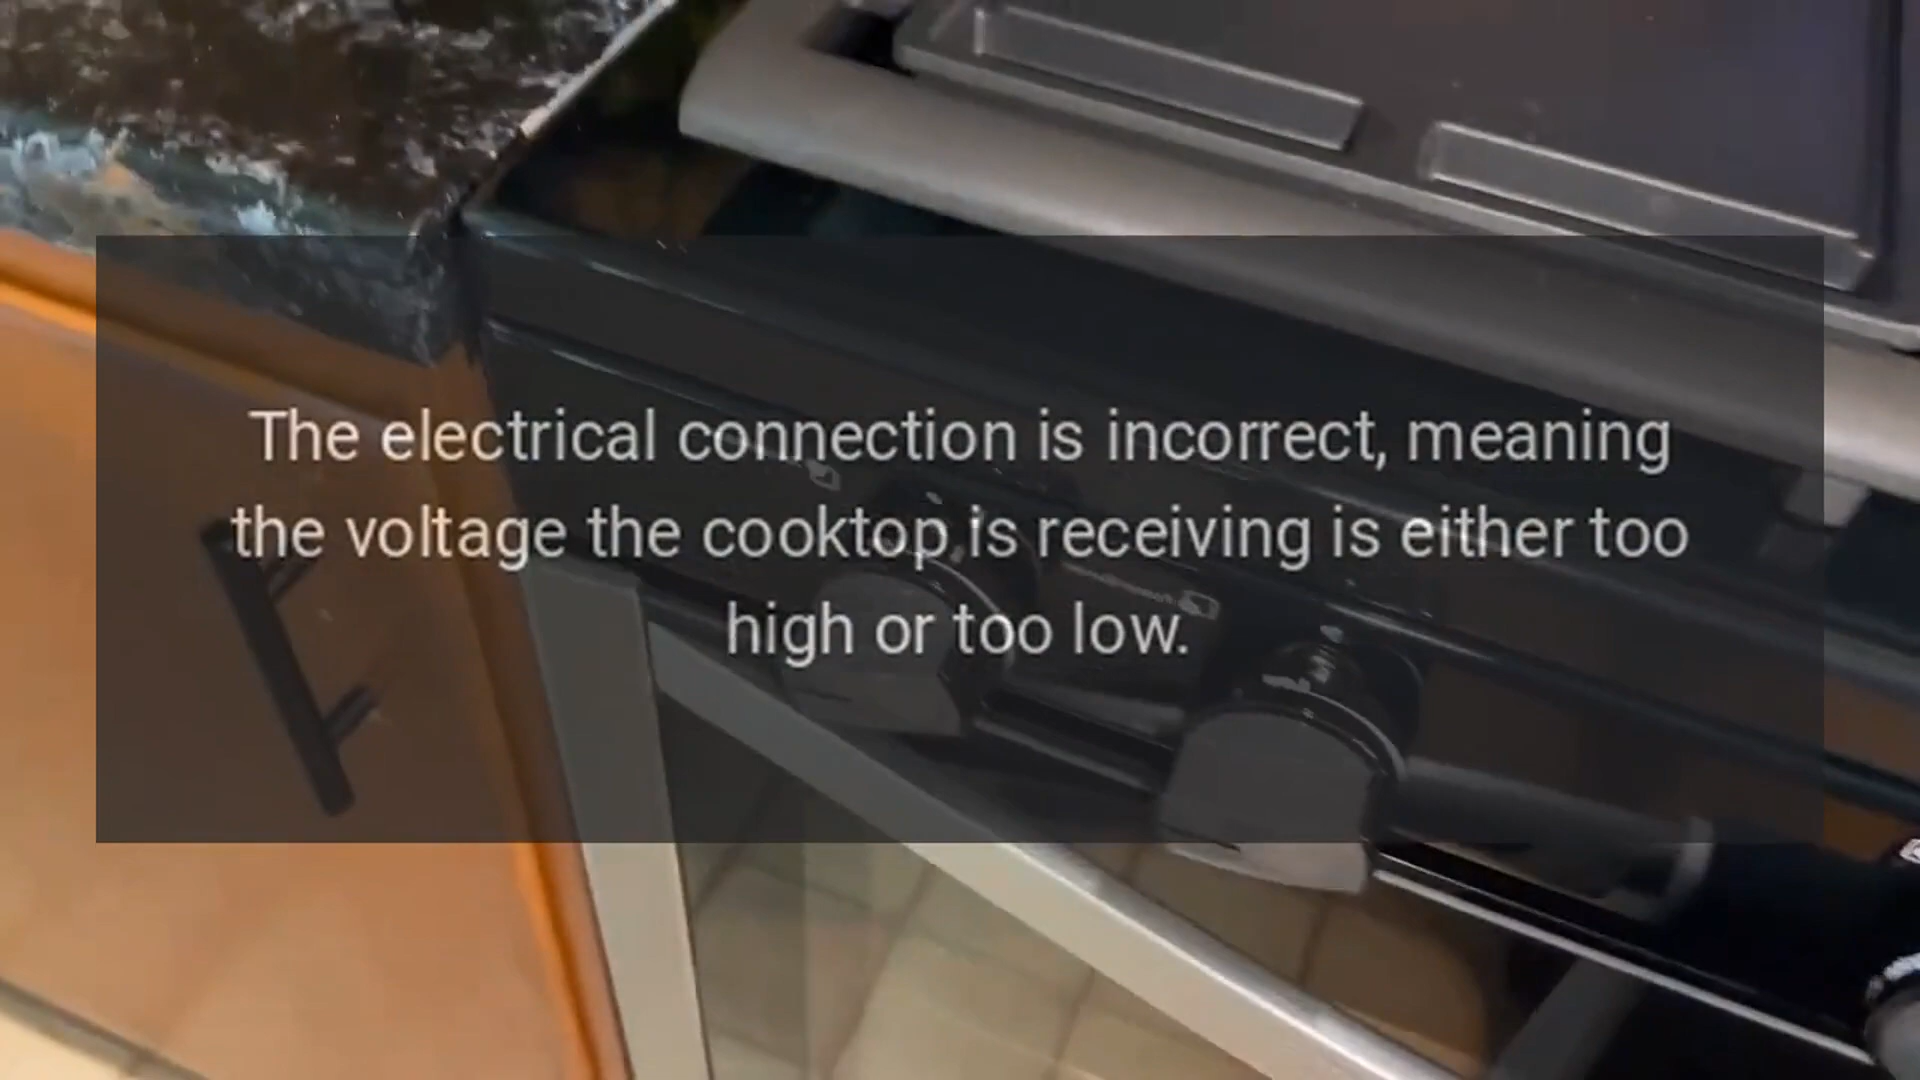 The electrical connection is incorrect, meaning
the voltage the cooktop is receiving is either too
high or too low.